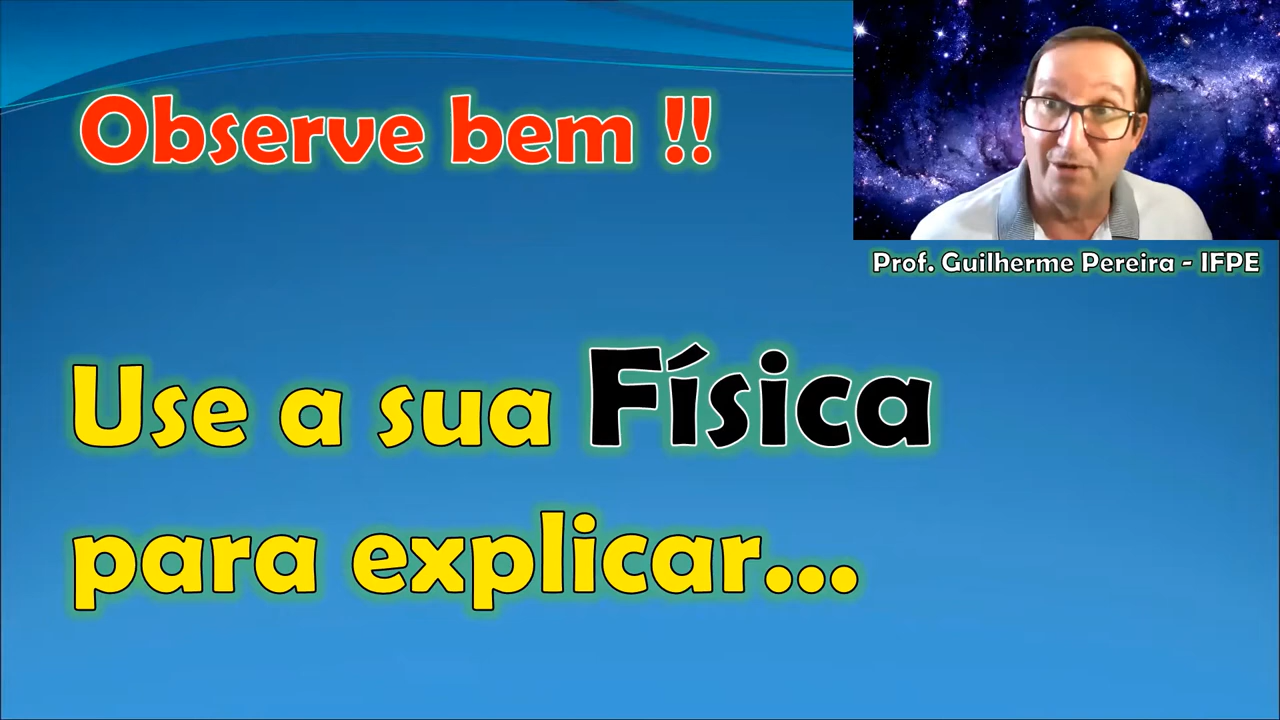 Observe bem !!
Prof. Guilherme Pereira - IFPE
Use a sua Física
para explicar...